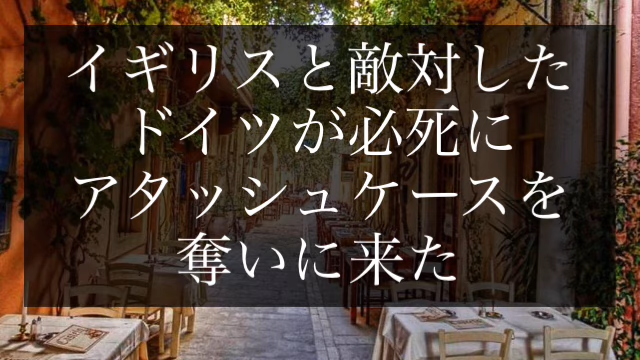 イギリスと敵対した
ドイツが必死に
アタッシュケースを
奪いに来た